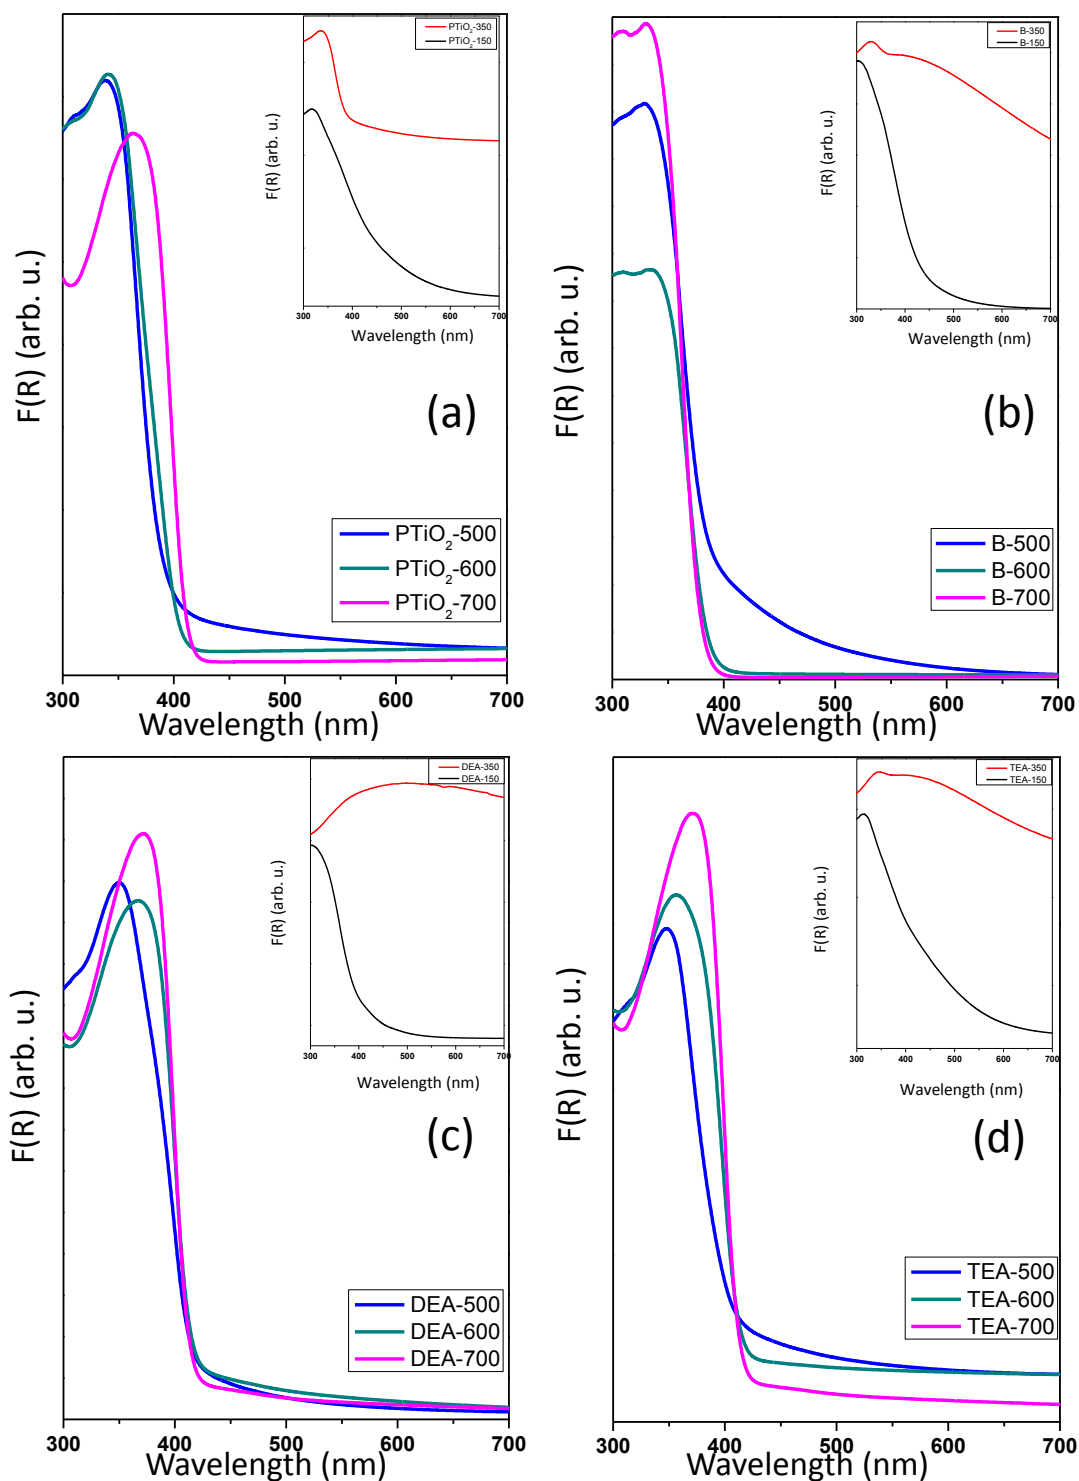 F(R) (arb. u.)
PTiO2-350
PTiO2-150
F(R) (arb. u.)
300 400 500 600 700
Wavelength (nm)
(a)
PTiO2-500
PTiO2-600
PTiO2-700
300 400 500 600 700
Wavelength (nm)
F(R) (arb. u.)
B-350
B-150
F(R) (arb. u.)
300 400 500 600 700
Wavelength (nm)
(b)
B-500
B-600
B-700
300 400 500 600 700
Wavelength (nm)
F(R) (arb. u.)
DEA-350
DEA-150
F(R) (arb. u.)
300 400 500 600 700
Wavelength (nm)
(c)
DEA-500
DEA-600
DEA-700
300 400 500 600 700
Wavelength (nm)
F(R) (arb. u.)
TEA-350
TEA-150
F(R) (arb. u.)
300 400 500 600 700
Wavelength (nm)
(d)
TEA-500
TEA-600
TEA-700
300 400 500 600 700
Wavelength (nm)